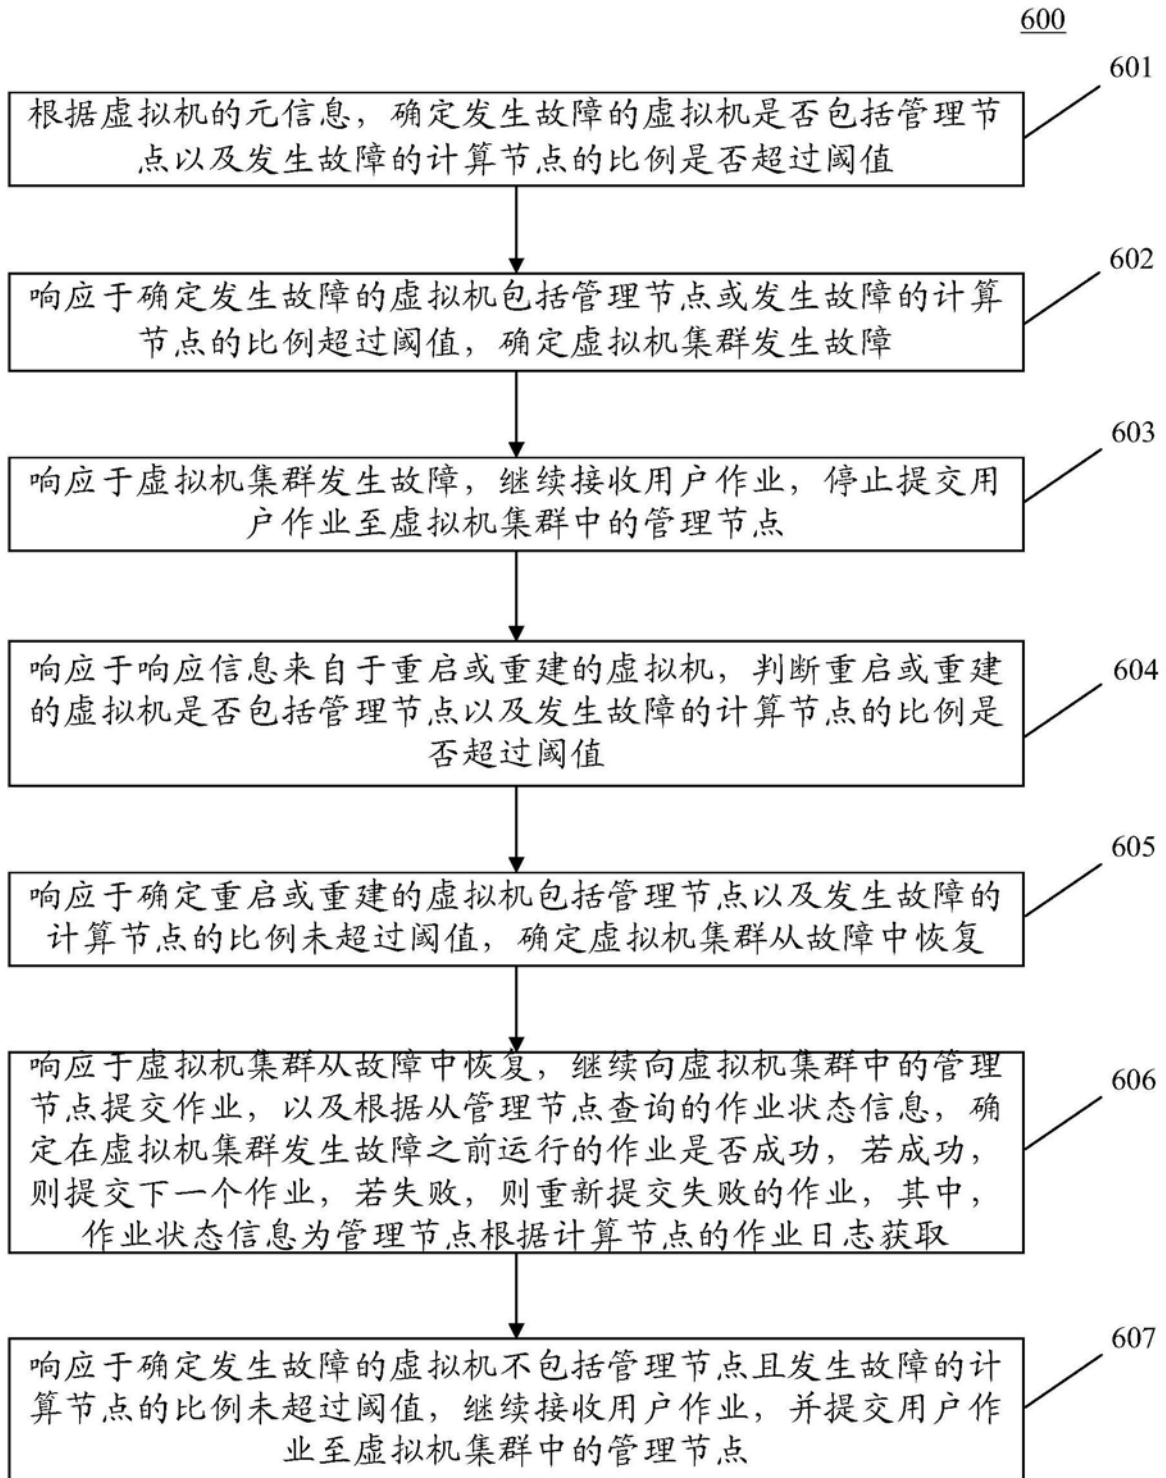 600
601
根据虚拟机的元信息，确定发生故障的虚拟机是否包括管理节
点以及发生故障的计算节点的比例是否超过阈值
602
响应于确定发生故障的虚拟机包括管理节点或发生故障的计算
节点的比例超过阈值，确定虚拟机集群发生故障
603
响应于虚拟机集群发生故障，继续接收用户作业，停止提交用
户作业至虚拟机集群中的管理节点
604
响应于响应信息来自于重启或重建的虚拟机，判断重启或重建
的虚拟机是否包括管理节点以及发生故障的计算节点的比例是
否超过阈值
605
响应于确定重启或重建的虚拟机包括管理节点以及发生故障的
计算节点的比例未超过阈值，确定虚拟机集群从故障中恢复
606
响应于虚拟机集群从故障中恢复，继续向虚拟机集群中的管理
节点提交作业，以及根据从管理节点查询的作业状态信息，确
定在虚拟机集群发生故障之前运行的作业是否成功，若成功，
则提交下一个作业，若失败，则重新提交失败的作业，其中，
作业状态信息为管理节点根据计算节点的作业日志获取
607
响应于确定发生故障的虚拟机不包括管理节点且发生故障的计
算节点的比例未超过阈值，继续接收用户作业，并提交用户作
业至虚拟机集群中的管理节点